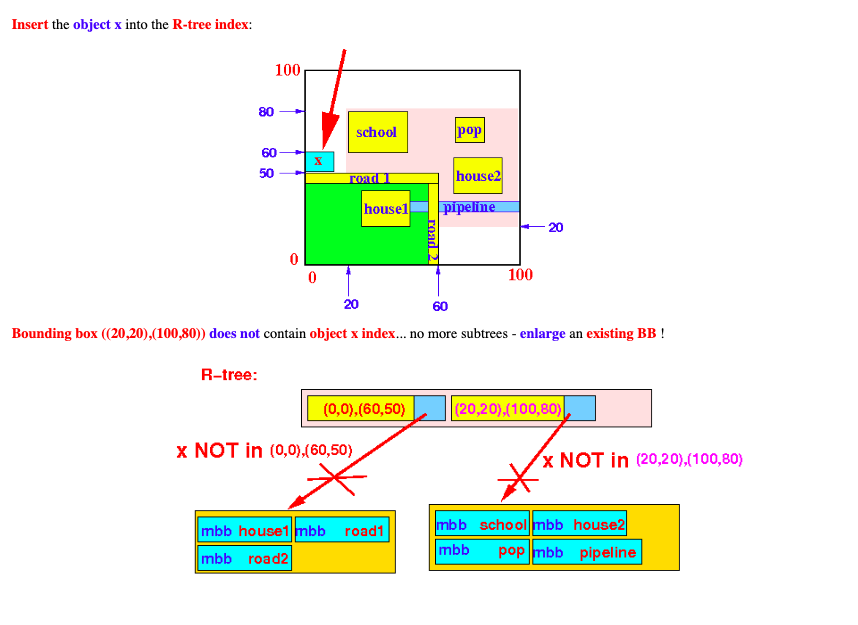 Insert the object x into the R-tree index:
100
80
school
pop
60
x
50
road 1
house2
house1
pipeline
road 2
20
0
0
100
20
60
Bounding box ((20,20),(100,80)) does not contain object x index... no more subtrees - enlarge an existing BB !
R-tree:
(0,0),(60,50)
(20,20),(100,80)
x NOT in (0,0),(60,50)
x NOT in (20,20),(100,80)
mbb house1 mbb road1
mbb road2
mbb school mbb house2
mbb pop mbb pipeline